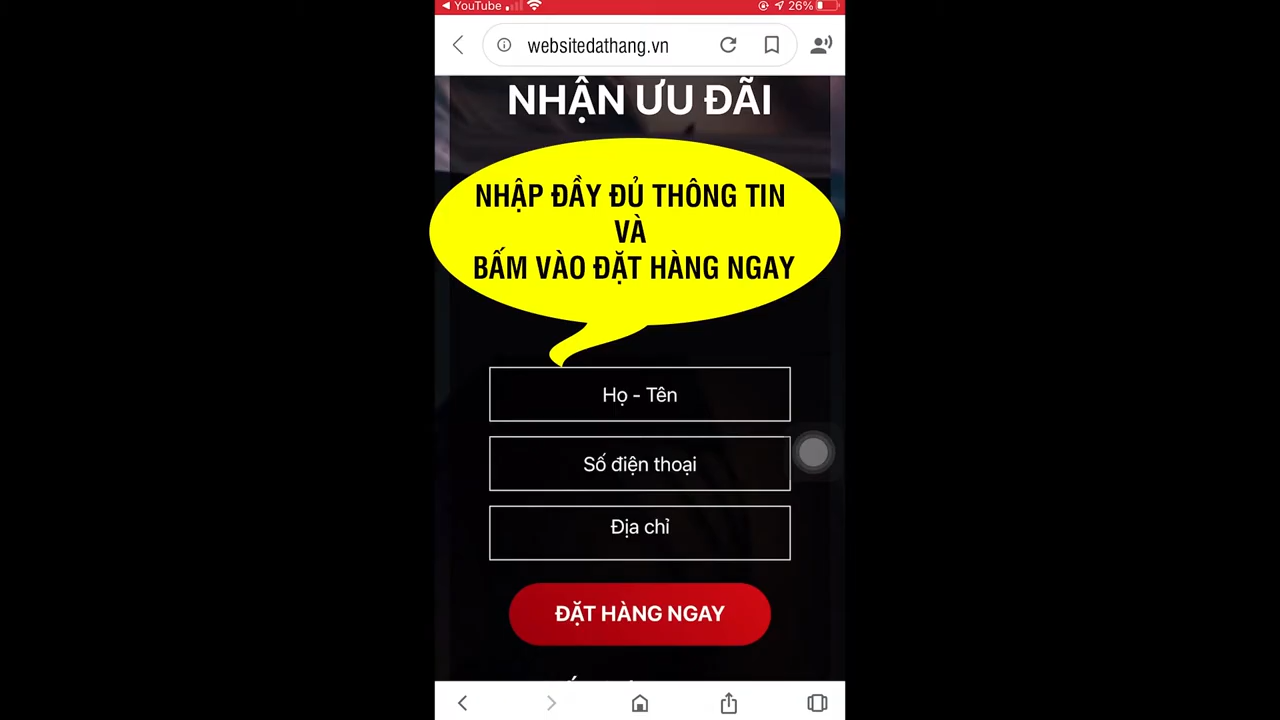 YouTube
26%
websitedathang.vn
NHẬN ƯU ĐÃI
NHẬP ĐẦY ĐỦ THÔNG TIN
VÀ
BẤM VÀO ĐẶT HÀNG NGAY
Họ - Tên
Số điện thoại
Địa chỉ
ĐẶT HÀNG NGAY